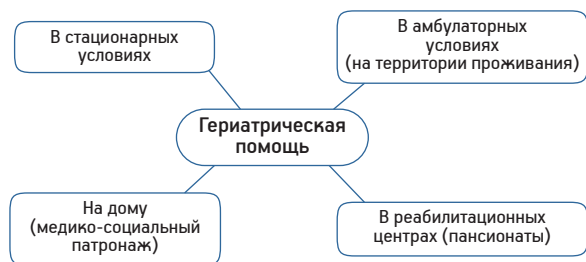 В стационарных
условиях
В амбулаторных
условиях
(на территории проживания)
Гериатрическая
помощь
На дому
(медико-социальный
патронаж)
В реабилитационных
центрах (пансионаты)